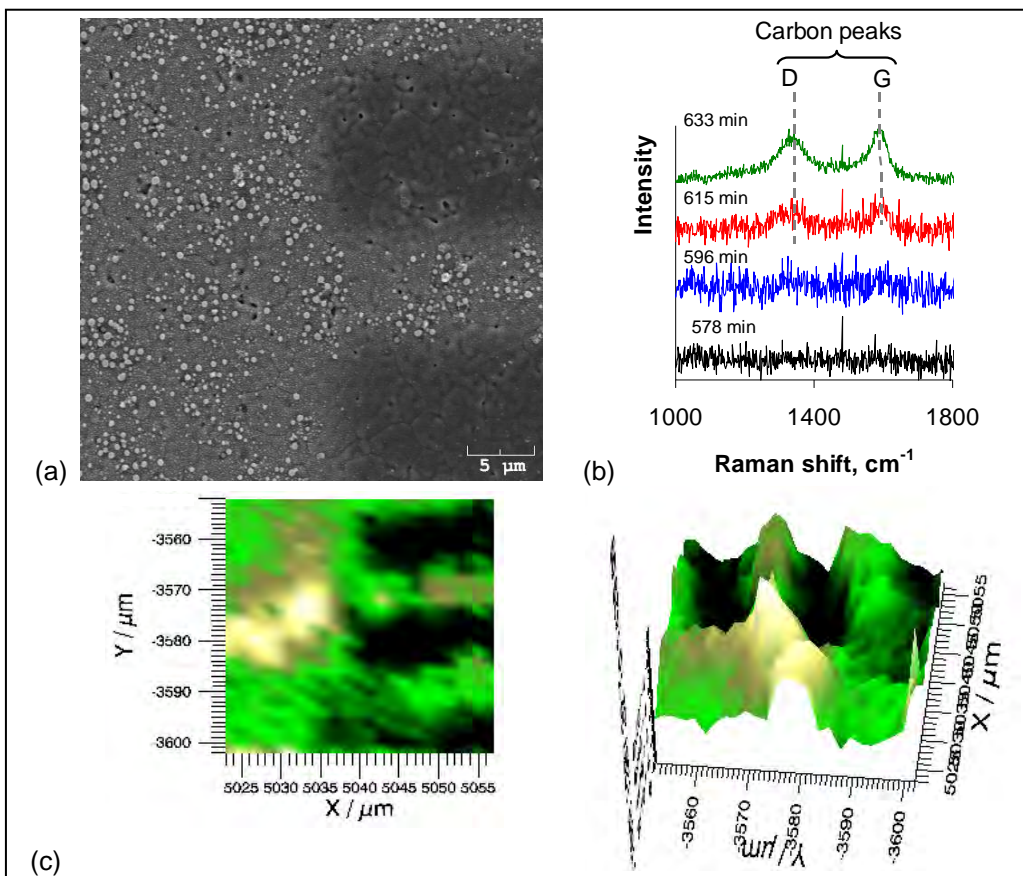 Carbon peaks
D G
633 min
615 min
596 min
578 min
Intensity
1000 1400 1800
Raman shift, cm-1
5 μm
(a)
(b)
-3560
-3570
-3580
-3590
-3600
Y / μm
5025 5030 5035 5040 5045 5050 5055
X / μm
-3560 -3570 -3580 -3590 -3600
Y / μm
X / μm
(c)